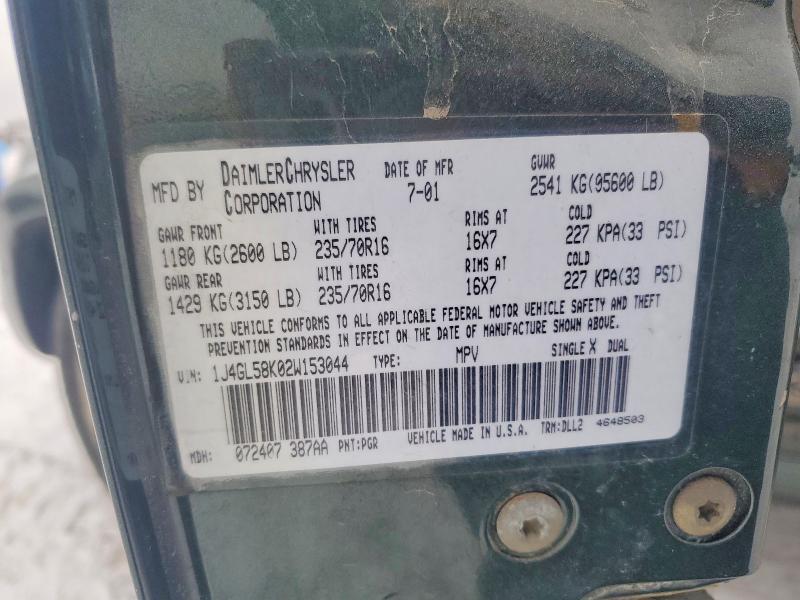 MFD BY DAIMLERCHRYSLER CORPORATION DATE OF MFR 7-01 GVWR 2541 KG(05600 LB)
GAWR FRONT WITH TIRES RIMS AT COLD
1180 KG(2600 LB) 235/70R16 16X7 227 KPA(33 PSI)
GAWR REAR WITH TIRES RIMS AT COLD
1429 KG(3150 LB) 235/70R16 16X7 227 KPA(33 PSI)
THIS VEHICLE CONFORMS TO ALL APPLICABLE FEDERAL MOTOR VEHICLE SAFETY AND THEFT
PREVENTION STANDARDS IN EFFECT ON THE DATE OF MANUFACTURE SHOWN ABOVE.
VIN: 1J4GL58K02W153044 TYPE: MPV SINGLE X DUAL
MDH: 072407 387AA PNT:PGR VEHICLE MADE IN U.S.A. TRM:DLL2 4648503